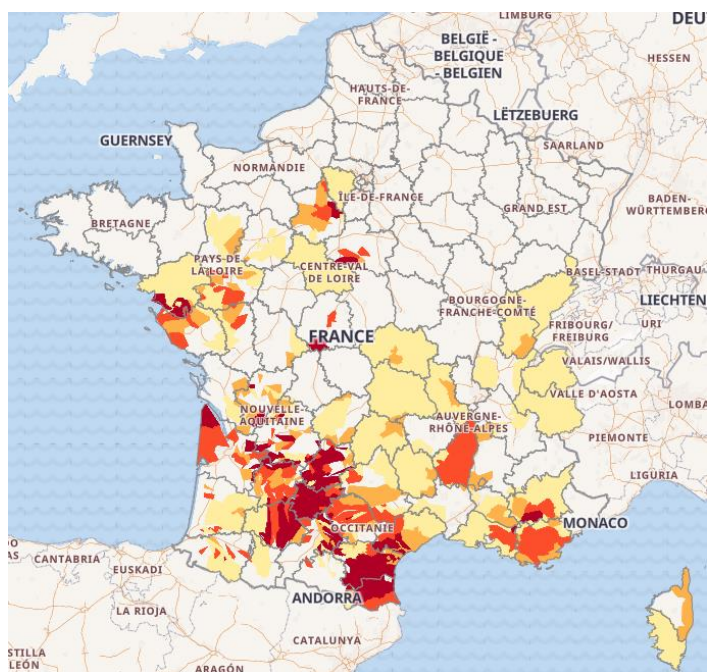 LIMBURG
DEU
BELGIË -
BELGIQUE
- BELGIEN
HESSEN
HAUTS-DE-
FRANCE
LËTZEBUERG
GUERNSEY
SAARLAND
NORMANDIE
ÎLE-DE-FRANCE
BADEN-
WÜRTTEMBERG
BRETAGNE
GRAND EST
PAYS DE
LA LOIRE
CENTRE-VAL
DE LOIRE
BASEL-STADT
THURGAU
BOURGOGNE-
FRANCHE-COMTÉ
LIECHTEN
FRANCE
FRIBOURG/
FREIBURG
URI
VALAIS/WALLIS
VALLE D'AOSTA
LOMBA
NOUVELLE-
AQUITAINE
AUVERGNE-
RHÔNE-ALPES
PIEMONTE
LIGURIA
OCCITANIE
MONACO
DO
AS
CANTABRIA
EUSKADI
LA RIOJA
ANDORRA
CATALUNYA
STILLA
LEÓN
ARAGÓN